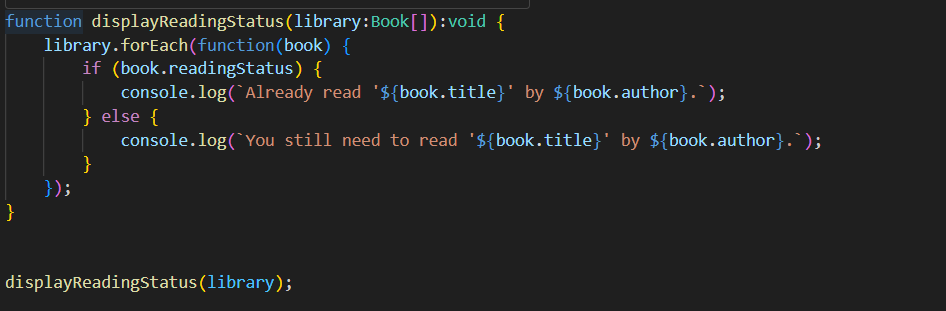 function displayReadingStatus(library:Book[]):void {
    library.forEach(function(book) {
        if (book.readingStatus) {
            console.log(`Already read '${book.title}' by ${book.author}.`);
        } else {
            console.log(`You still need to read '${book.title}' by ${book.author}.`);
        }
    });
}
displayReadingStatus(library);